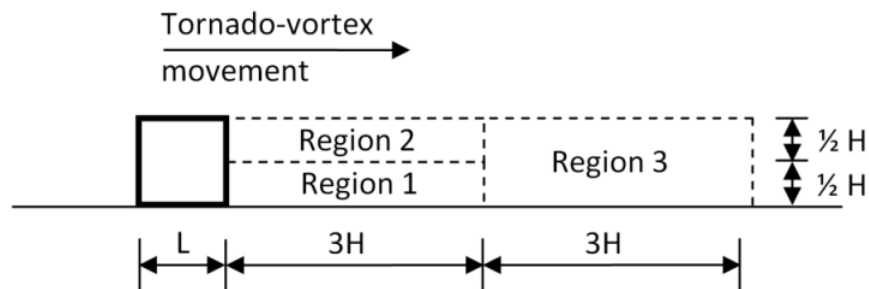 Tornado-vortex
movement
Region 2
Region 1
Region 3
½ H
½ H
L
3H
3H